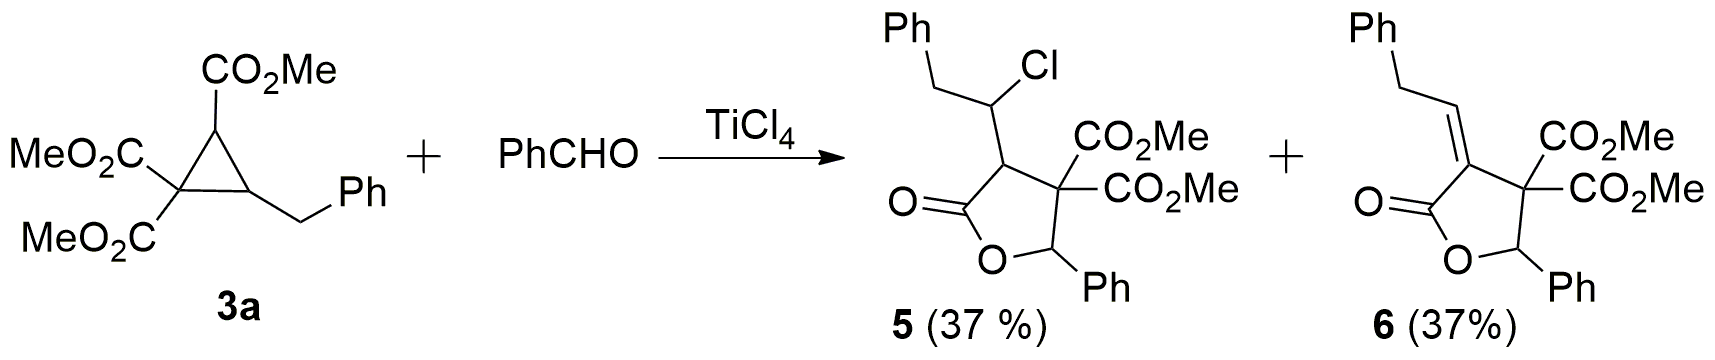 CO2Me
MeO2C
MeO2C
Ph
3a
+
PhCHO
TiCl4
Ph
Cl
CO2Me
CO2Me
O
O
Ph
5 (37 %)
+
Ph
CO2Me
CO2Me
O
O
Ph
6 (37%)